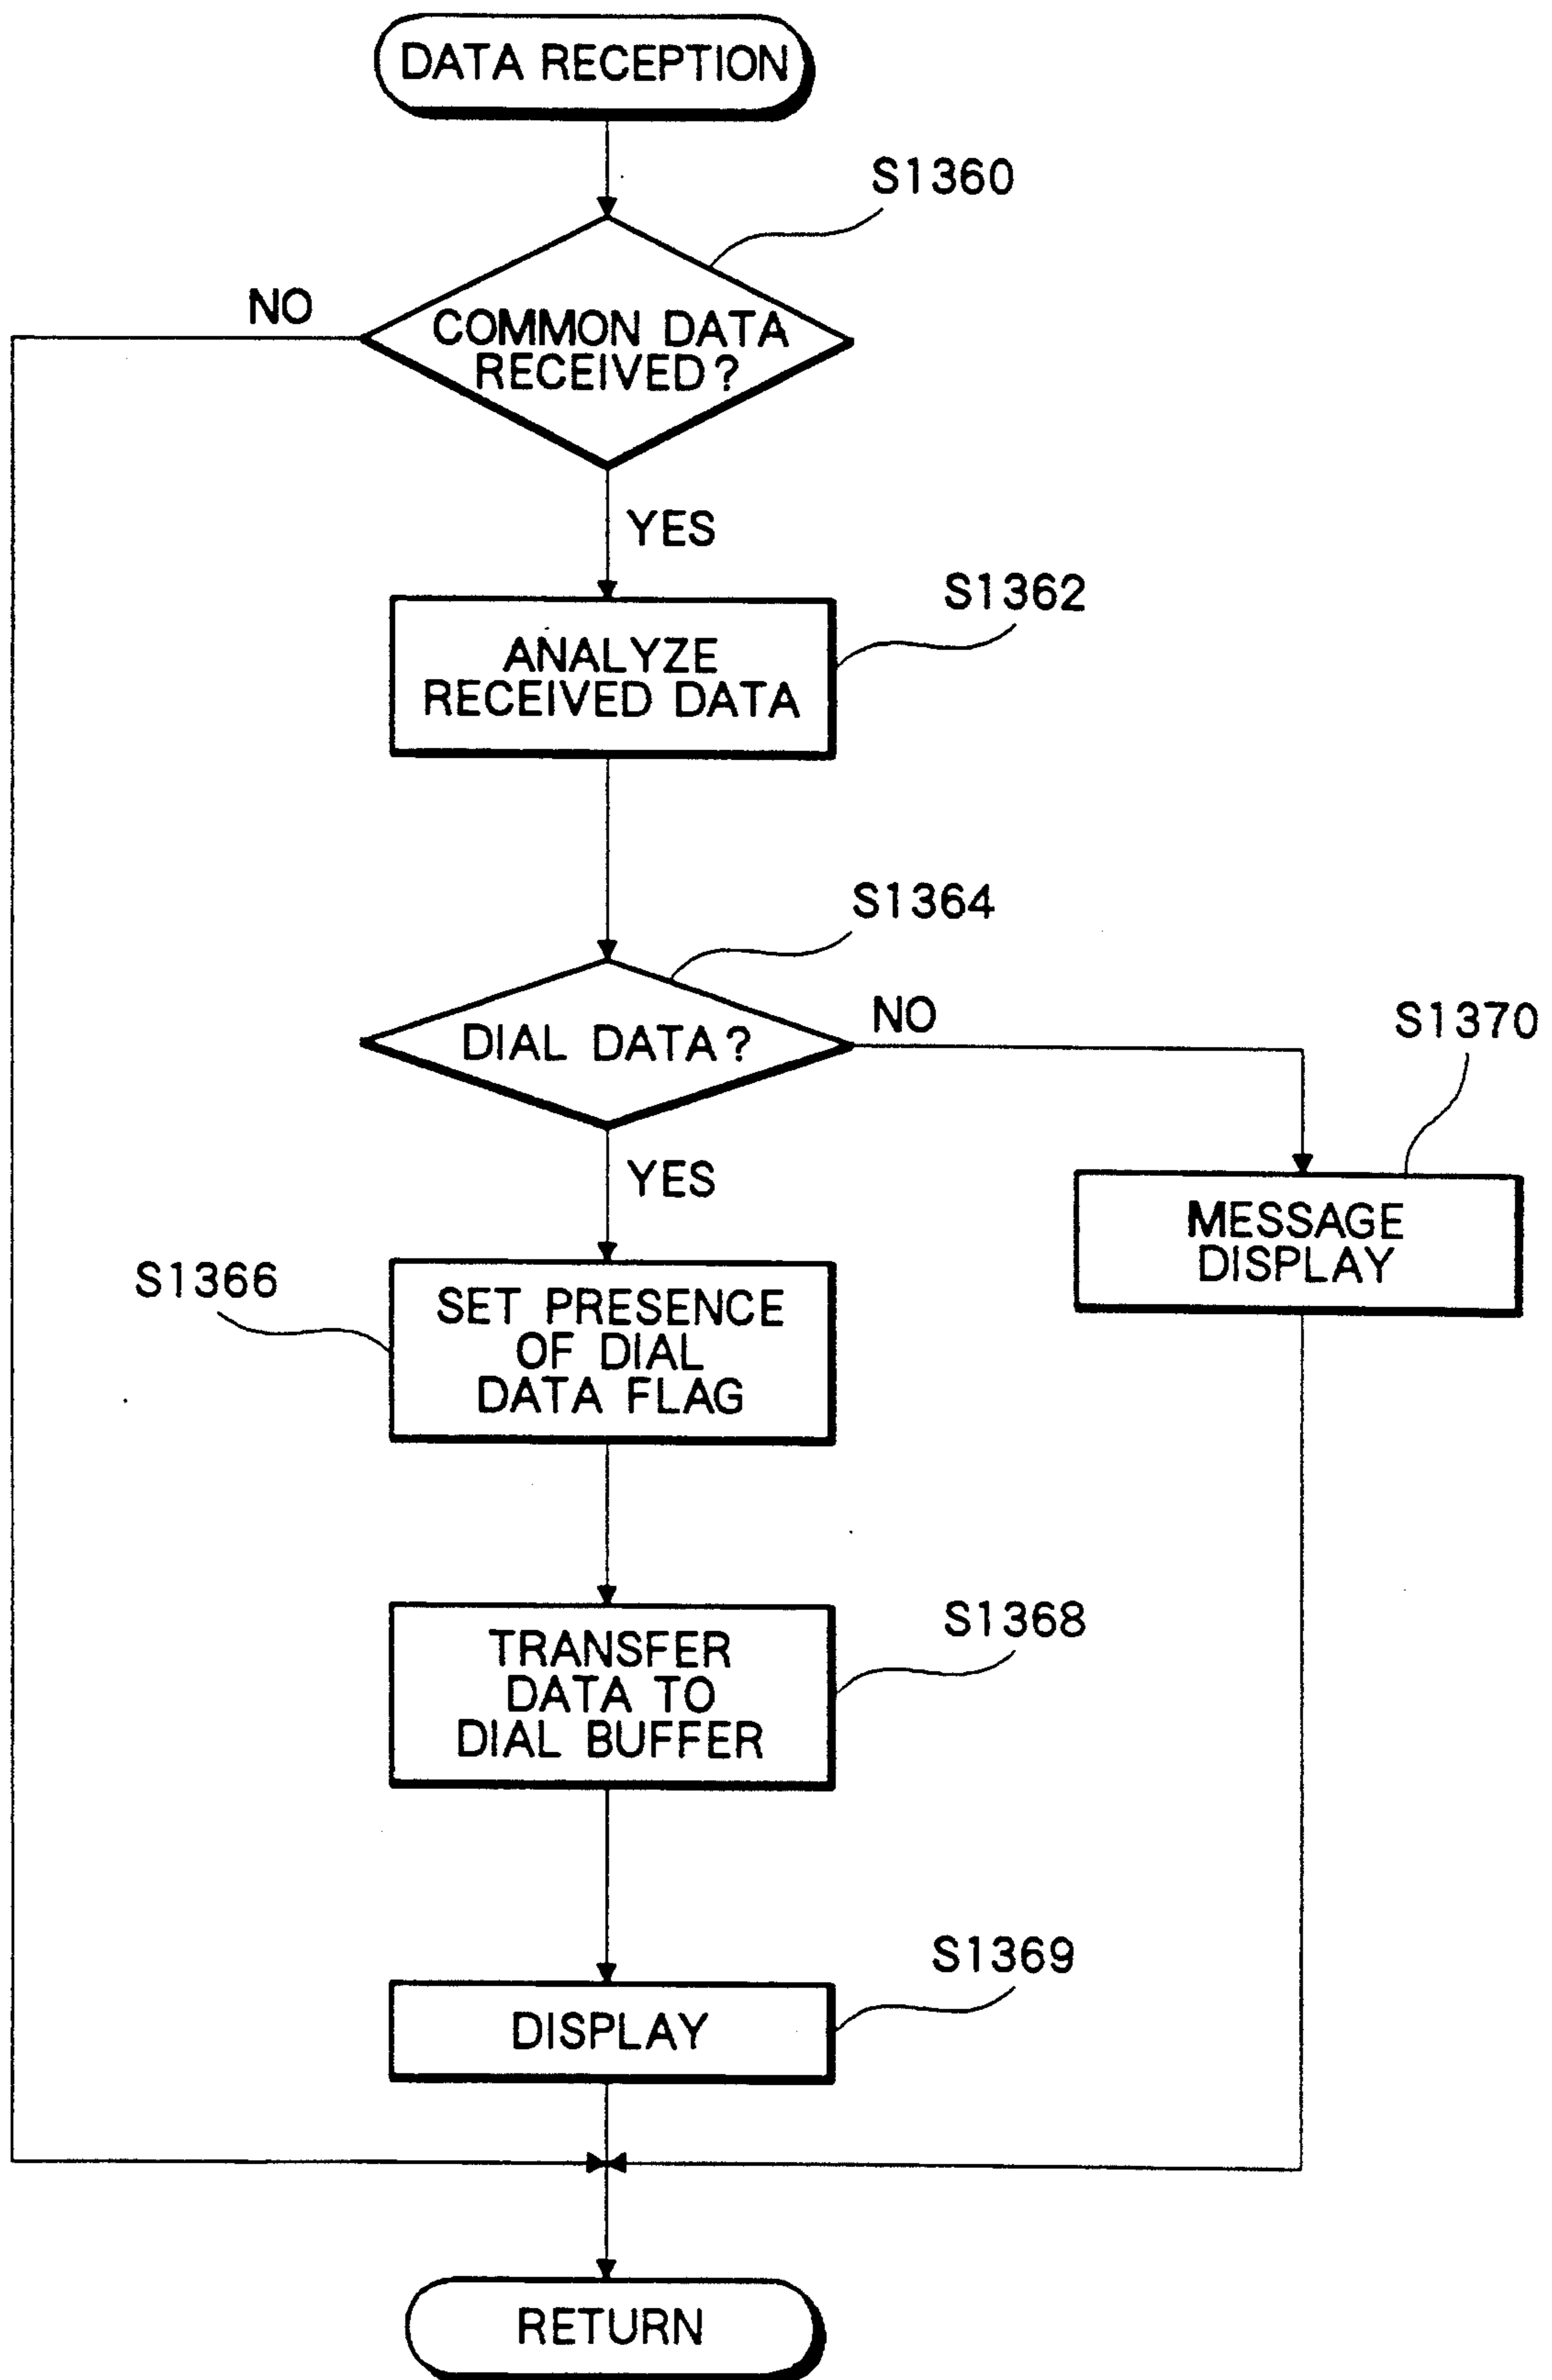 DATA RECEPTION
S1360
NO
COMMON DATA
RECEIVED?
YES
S1362
ANALYZE
RECEIVED DATA
S1364
DIAL DATA?
NO
S1370
YES
MESSAGE
DISPLAY
S1366
SET PRESENCE
OF DIAL
DATA FLAG
S1368
TRANSFER
DATA TO
DIAL BUFFER
S1369
DISPLAY
RETURN